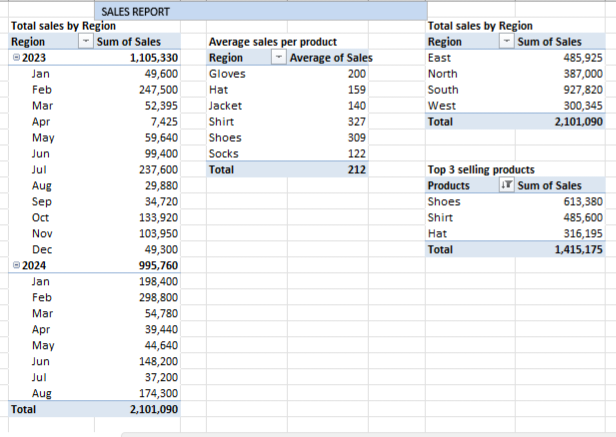 SALES REPORT
Total sales by Region
Region Sum of Sales
2023 1,105,330
Jan 49,600
Feb 247,500
Mar 52,395
Apr 7,425
May 59,640
Jun 99,400
Jul 237,600
Aug 29,880
Sep 34,720
Oct 133,920
Nov 103,950
Dec 49,300
2024 995,760
Jan 198,400
Feb 298,800
Mar 54,780
Apr 39,440
May 44,640
Jun 148,200
Jul 37,200
Aug 174,300
Total 2,101,090
Average sales per product
Region Average of Sales
Gloves 200
Hat 159
Jacket 140
Shirt 327
Shoes 309
Socks 122
Total 212
Total sales by Region
Region Sum of Sales
East 485,925
North 387,000
South 927,820
West 300,345
Total 2,101,090
Top 3 selling products
Products Sum of Sales
Shoes 613,380
Shirt 485,600
Hat 316,195
Total 1,415,175